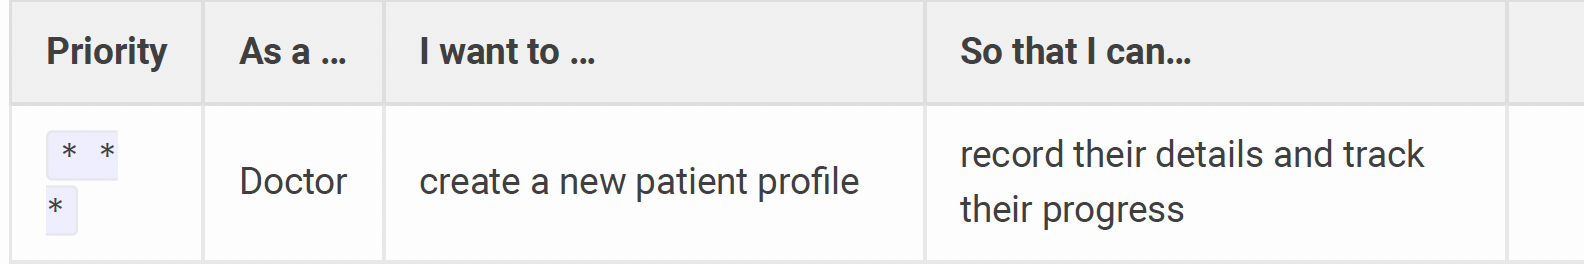 Priority As a ... I want to ... So that I can...
* *
*
Doctor
create a new patient profile
record their details and track
their progress